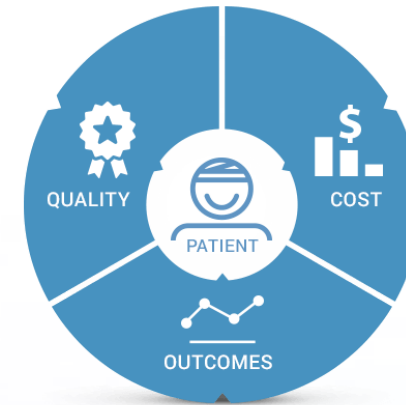 $
QUALITY
COST
PATIENT
OUTCOMES